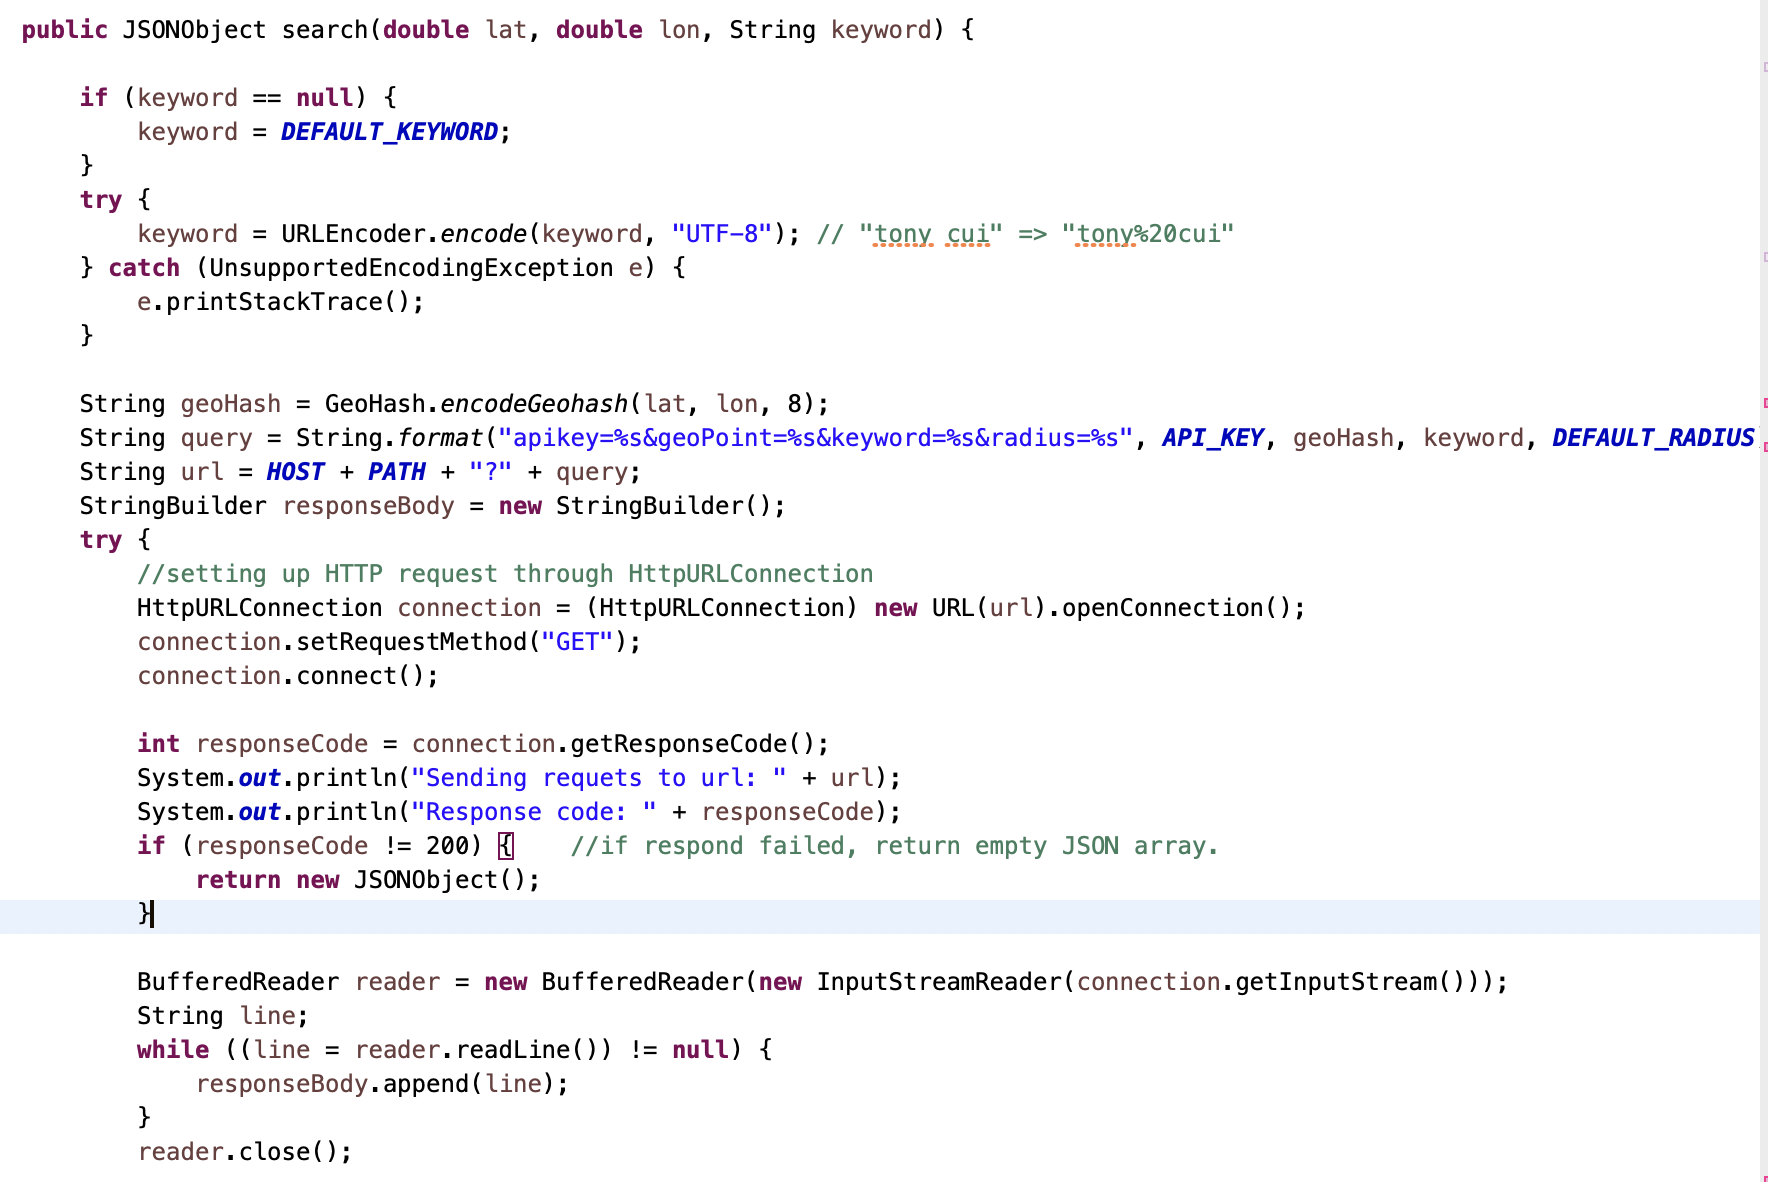 public JSONObject search(double lat, double lon, String keyword) {
if (keyword == null) {
keyword = DEFAULT_KEYWORD;
}
try {
keyword = URLEncoder.encode(keyword, "UTF-8"); // "tony cui" => "tony%20cui"
} catch (UnsupportedEncodingException e) {
e.printStackTrace();
}
String geoHash = GeoHash.encodeGeohash(lat, lon, 8);
String query = String.format("apikey=%s&geoPoint=%s&keyword=%s&radius=%s", API_KEY, geoHash, keyword, DEFAULT_RADIUS
String url = HOST + PATH + "?" + query;
StringBuilder responseBody = new StringBuilder();
try {
//setting up HTTP request through HttpURLConnection
HttpURLConnection connection = (HttpURLConnection) new URL(url).openConnection();
connection.setRequestMethod("GET");
connection.connect();
int responseCode = connection.getResponseCode();
System.out.println("Sending requets to url: " + url);
System.out.println("Response code: " + responseCode);
if (responseCode != 200) { //if respond failed, return empty JSON array.
return new JSONObject();
}
BufferedReader reader = new BufferedReader(new InputStreamReader(connection.getInputStream()));
String line;
while ((line = reader.readLine()) != null) {
responseBody.append(line);
}
reader.close();